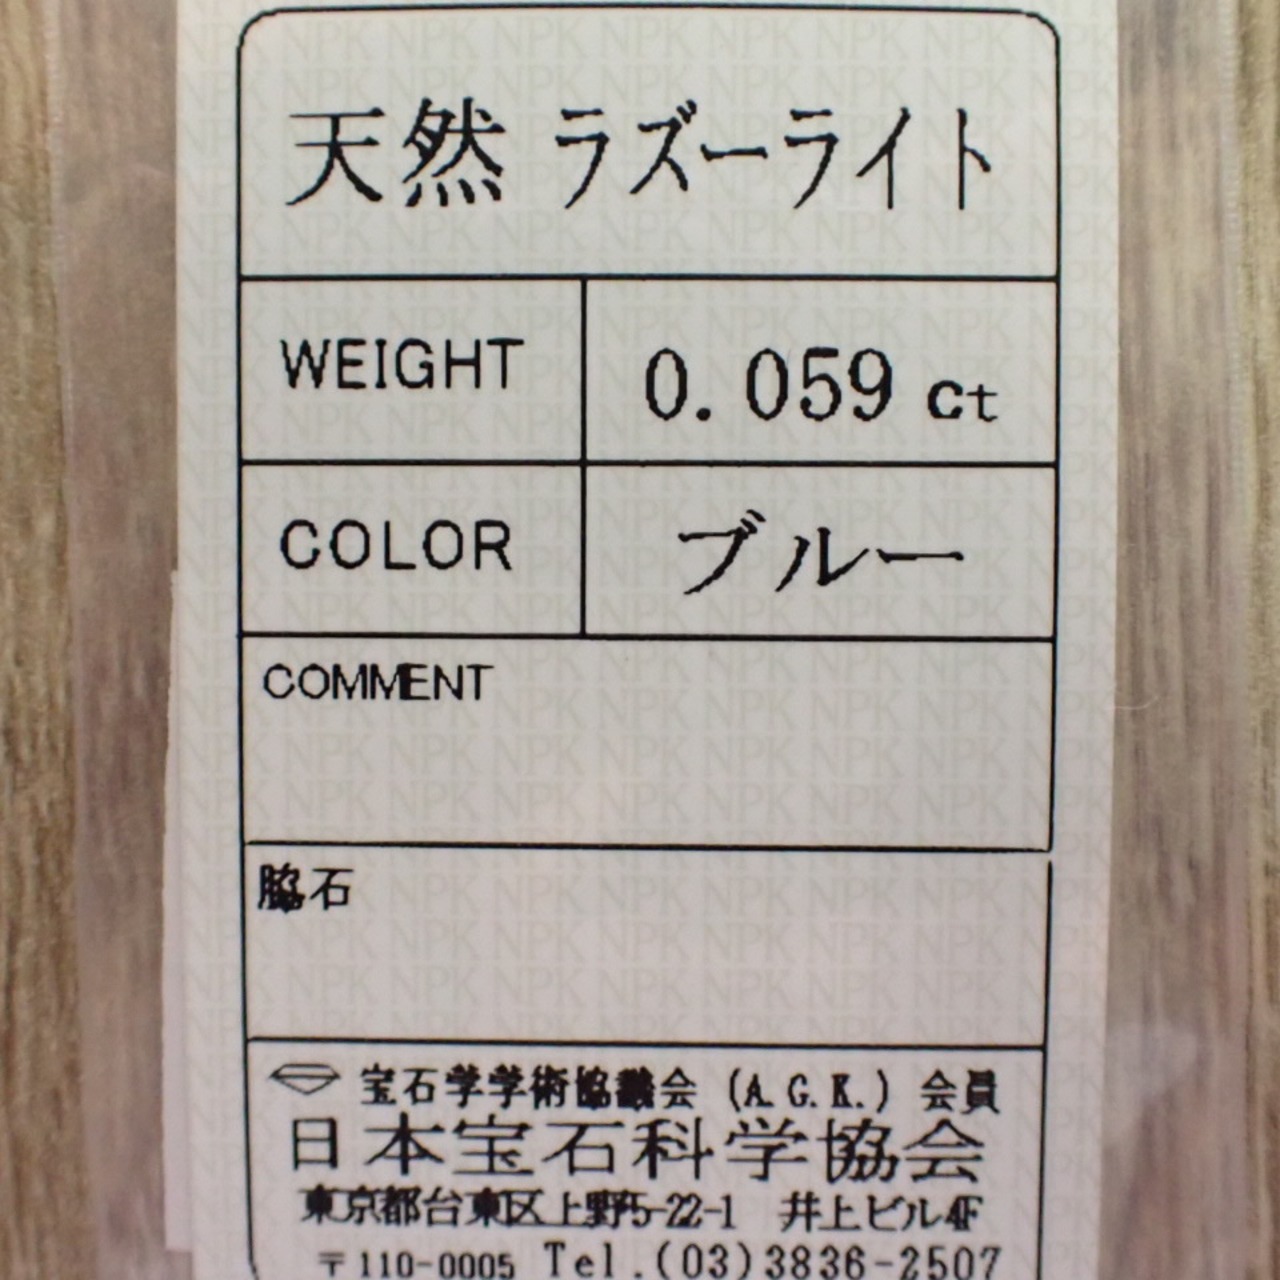 天然 ラズーライト
WEIGHT 0.059 ct
COLOR ブルー
COMMENT
脇石
宝石学学術協議会 (A.G.K.) 会員
日本宝石科学協会
東京都台東区上野5-22-1 井上ビル4F
〒110-0005 Tel.(03)3836-2507